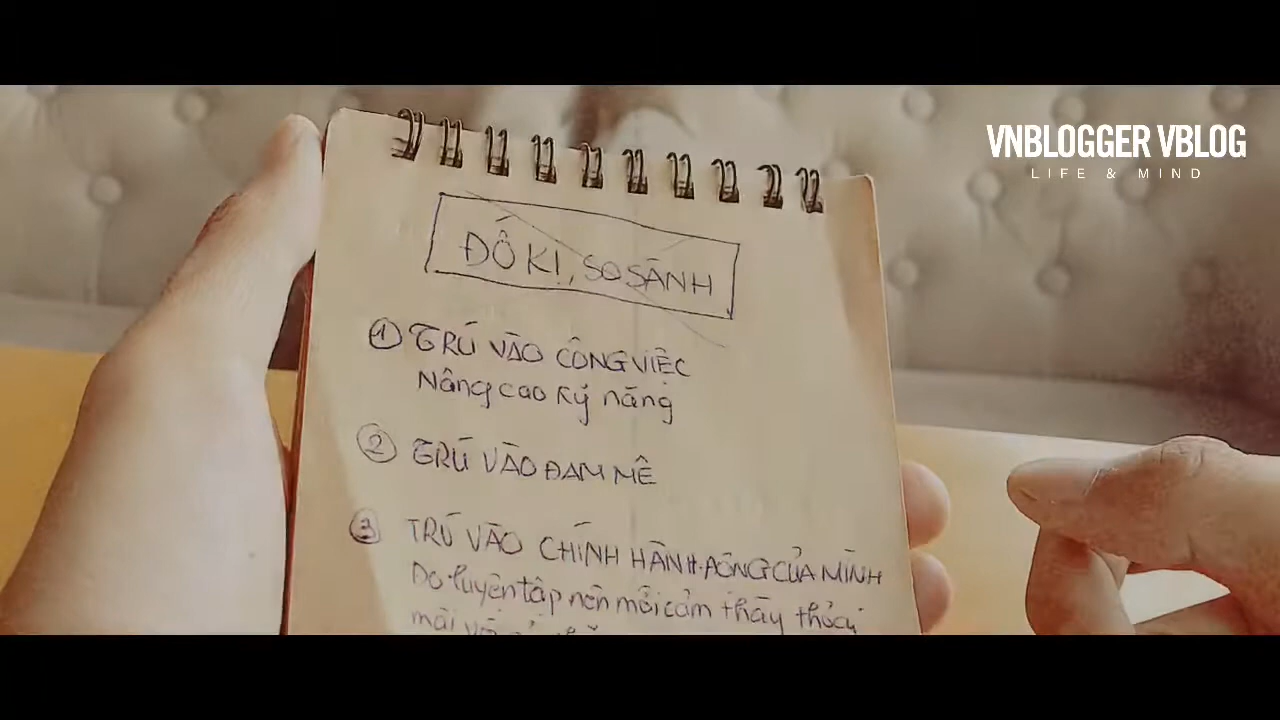 VNBLOGGER VBLOG
LIFE & MIND
ĐỐ KỊ, SO SÁNH
1 TRÚ VÀO CÔNG VIỆC
Nâng cao kỹ năng
2 TRÚ VÀO ĐAM MÊ
3 TRÚ VÀO CHÍNH HÀNH ĐỘNG CỦA MÌNH
Do luyện tập nên mới cảm thấy thoải
mái